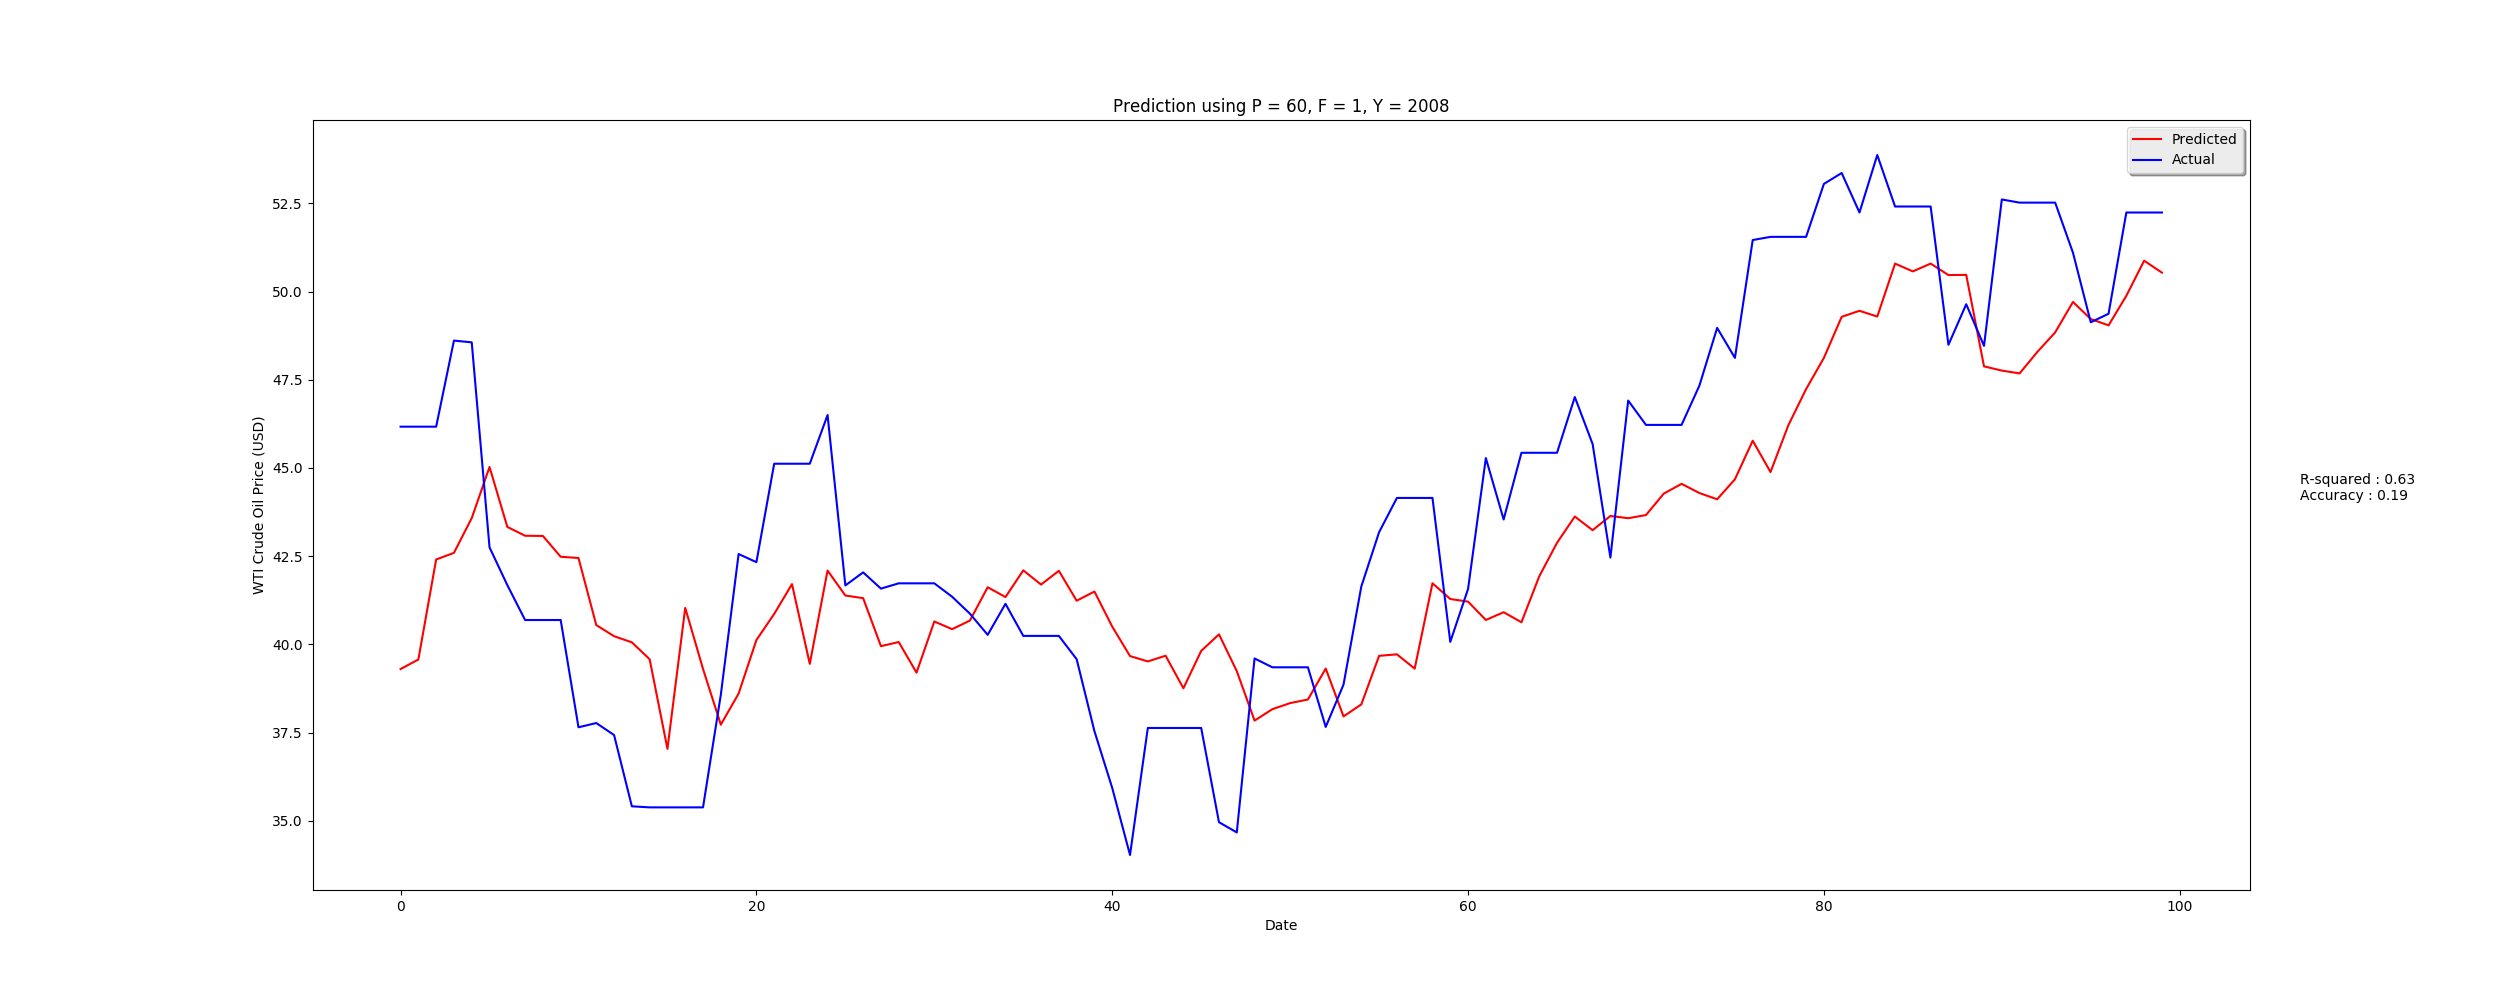 Prediction using P = 60, F = 1, Y = 2008
Predicted
Actual
52.5
50.0
47.5
45.0
42.5
40.0
37.5
35.0
WTI Crude Oil Price (USD)
R-squared : 0.63
Accuracy : 0.19
0 20 40 60 80 100
Date